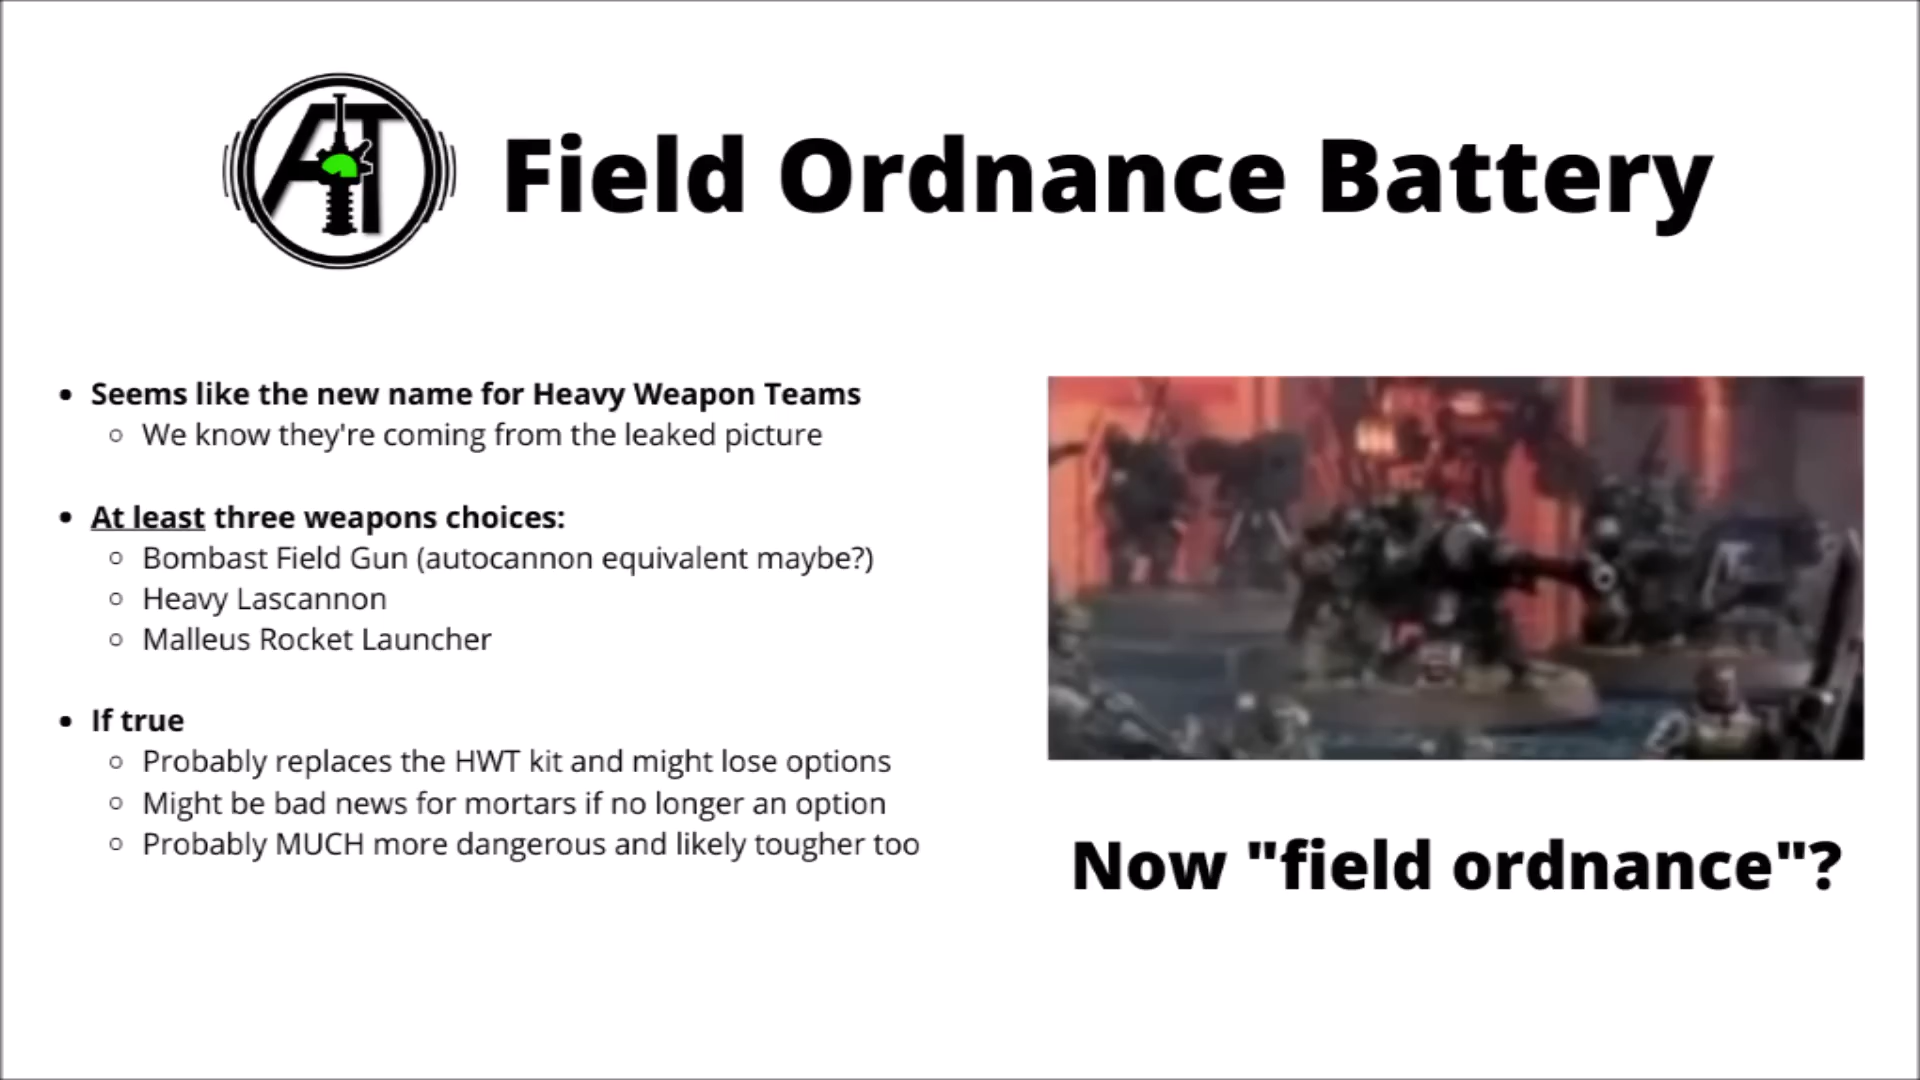 AT
Field Ordnance Battery
• Seems like the new name for Heavy Weapon Teams
○ We know they're coming from the leaked picture
• At least three weapons choices:
○ Bombast Field Gun (autocannon equivalent maybe?)
○ Heavy Lascannon
○ Malleus Rocket Launcher
• If true
○ Probably replaces the HWT kit and might lose options
○ Might be bad news for mortars if no longer an option
○ Probably MUCH more dangerous and likely tougher too
Now "field ordnance"?